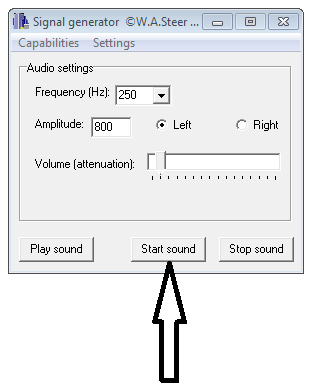 Signal generator ©W.A.Steer ...
Capabilities Settings
Audio settings
Frequency (Hz): 250
Amplitude: 800 Left Right
Volume (attenuation):
Play sound Start sound Stop sound